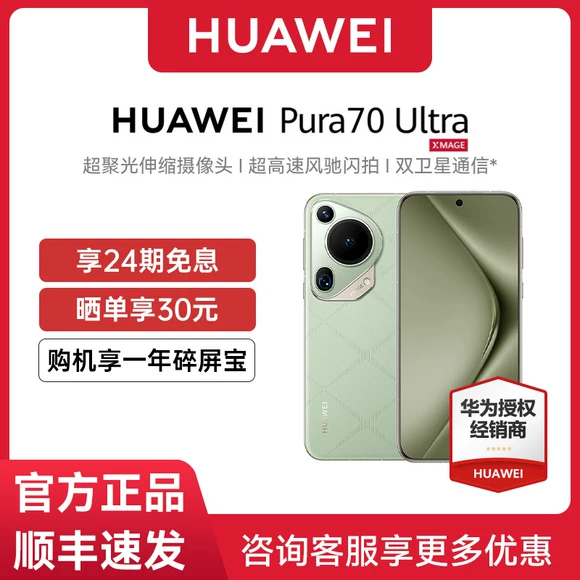 HUAWEI
HUAWEI Pura70 Ultra
XMAGE
超聚光伸缩摄像头 | 超高速风驰闪拍 | 双卫星通信*
享24期免息
晒单享30元
购机享一年碎屏宝
HUAWEI
华为授权
经销商
HUAWEI
官方正品
顺丰速发
咨询客服享更多优惠